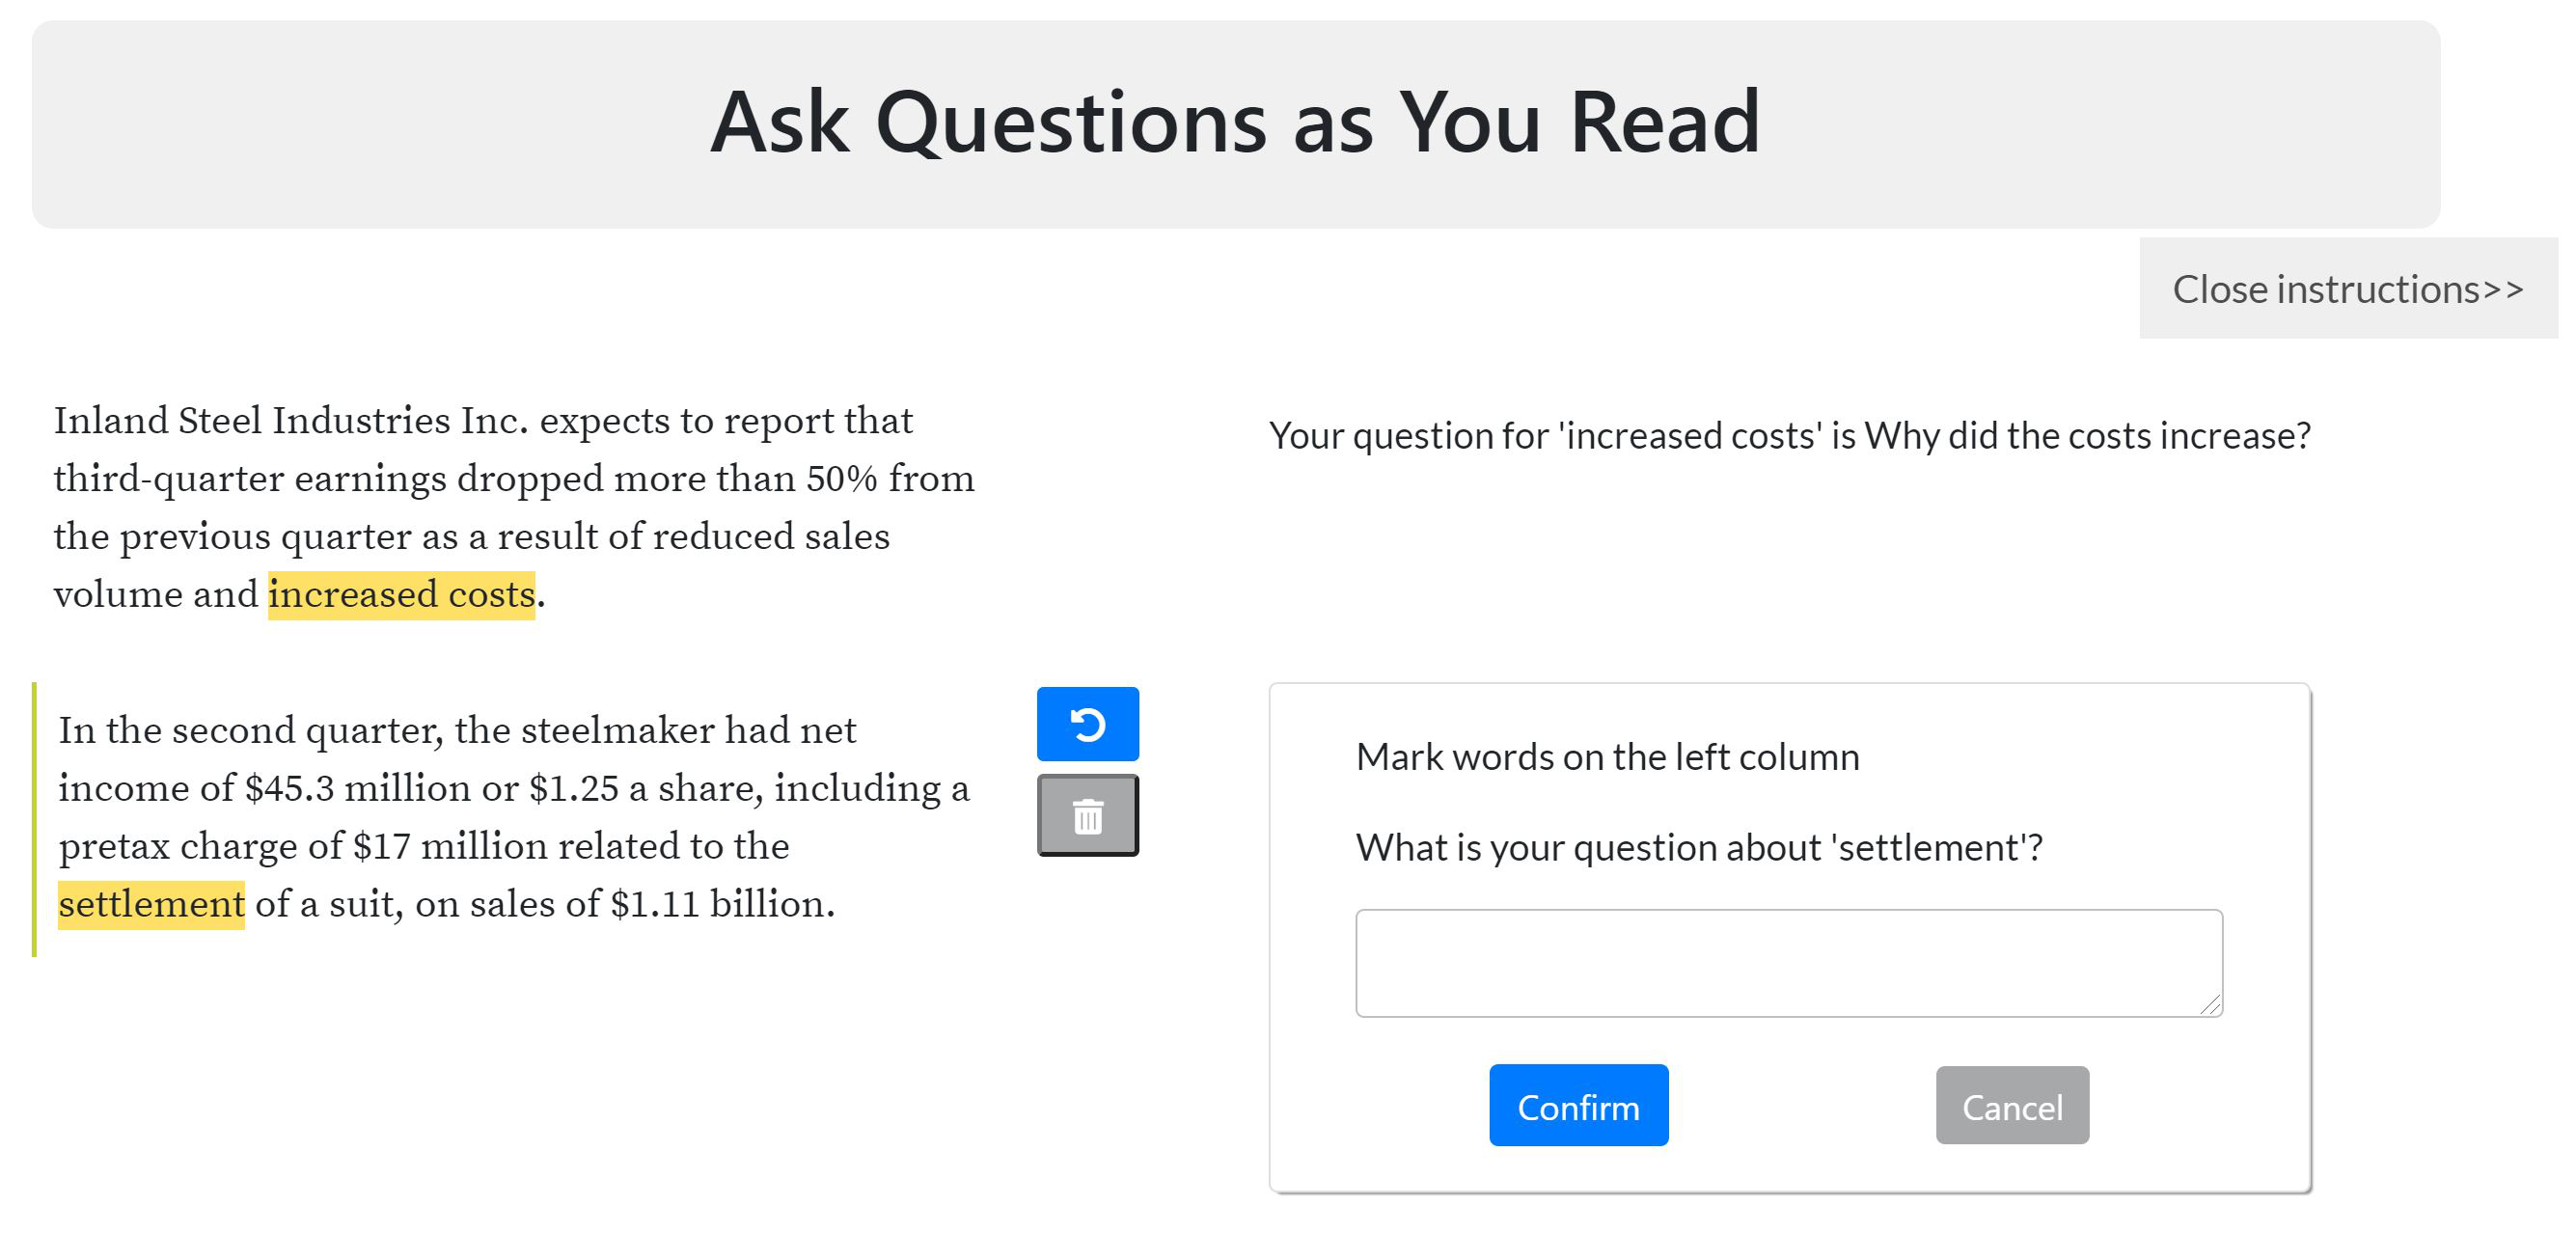 Ask Questions as You Read
Close instructions>>
Inland Steel Industries Inc. expects to report that
third-quarter earnings dropped more than 50% from
the previous quarter as a result of reduced sales
volume and increased costs.
Your question for 'increased costs' is Why did the costs increase?
In the second quarter, the steelmaker had net
income of $45.3 million or $1.25 a share, including a
pretax charge of $17 million related to the
settlement of a suit, on sales of $1.11 billion.
Mark words on the left column
What is your question about 'settlement'?
Confirm
Cancel